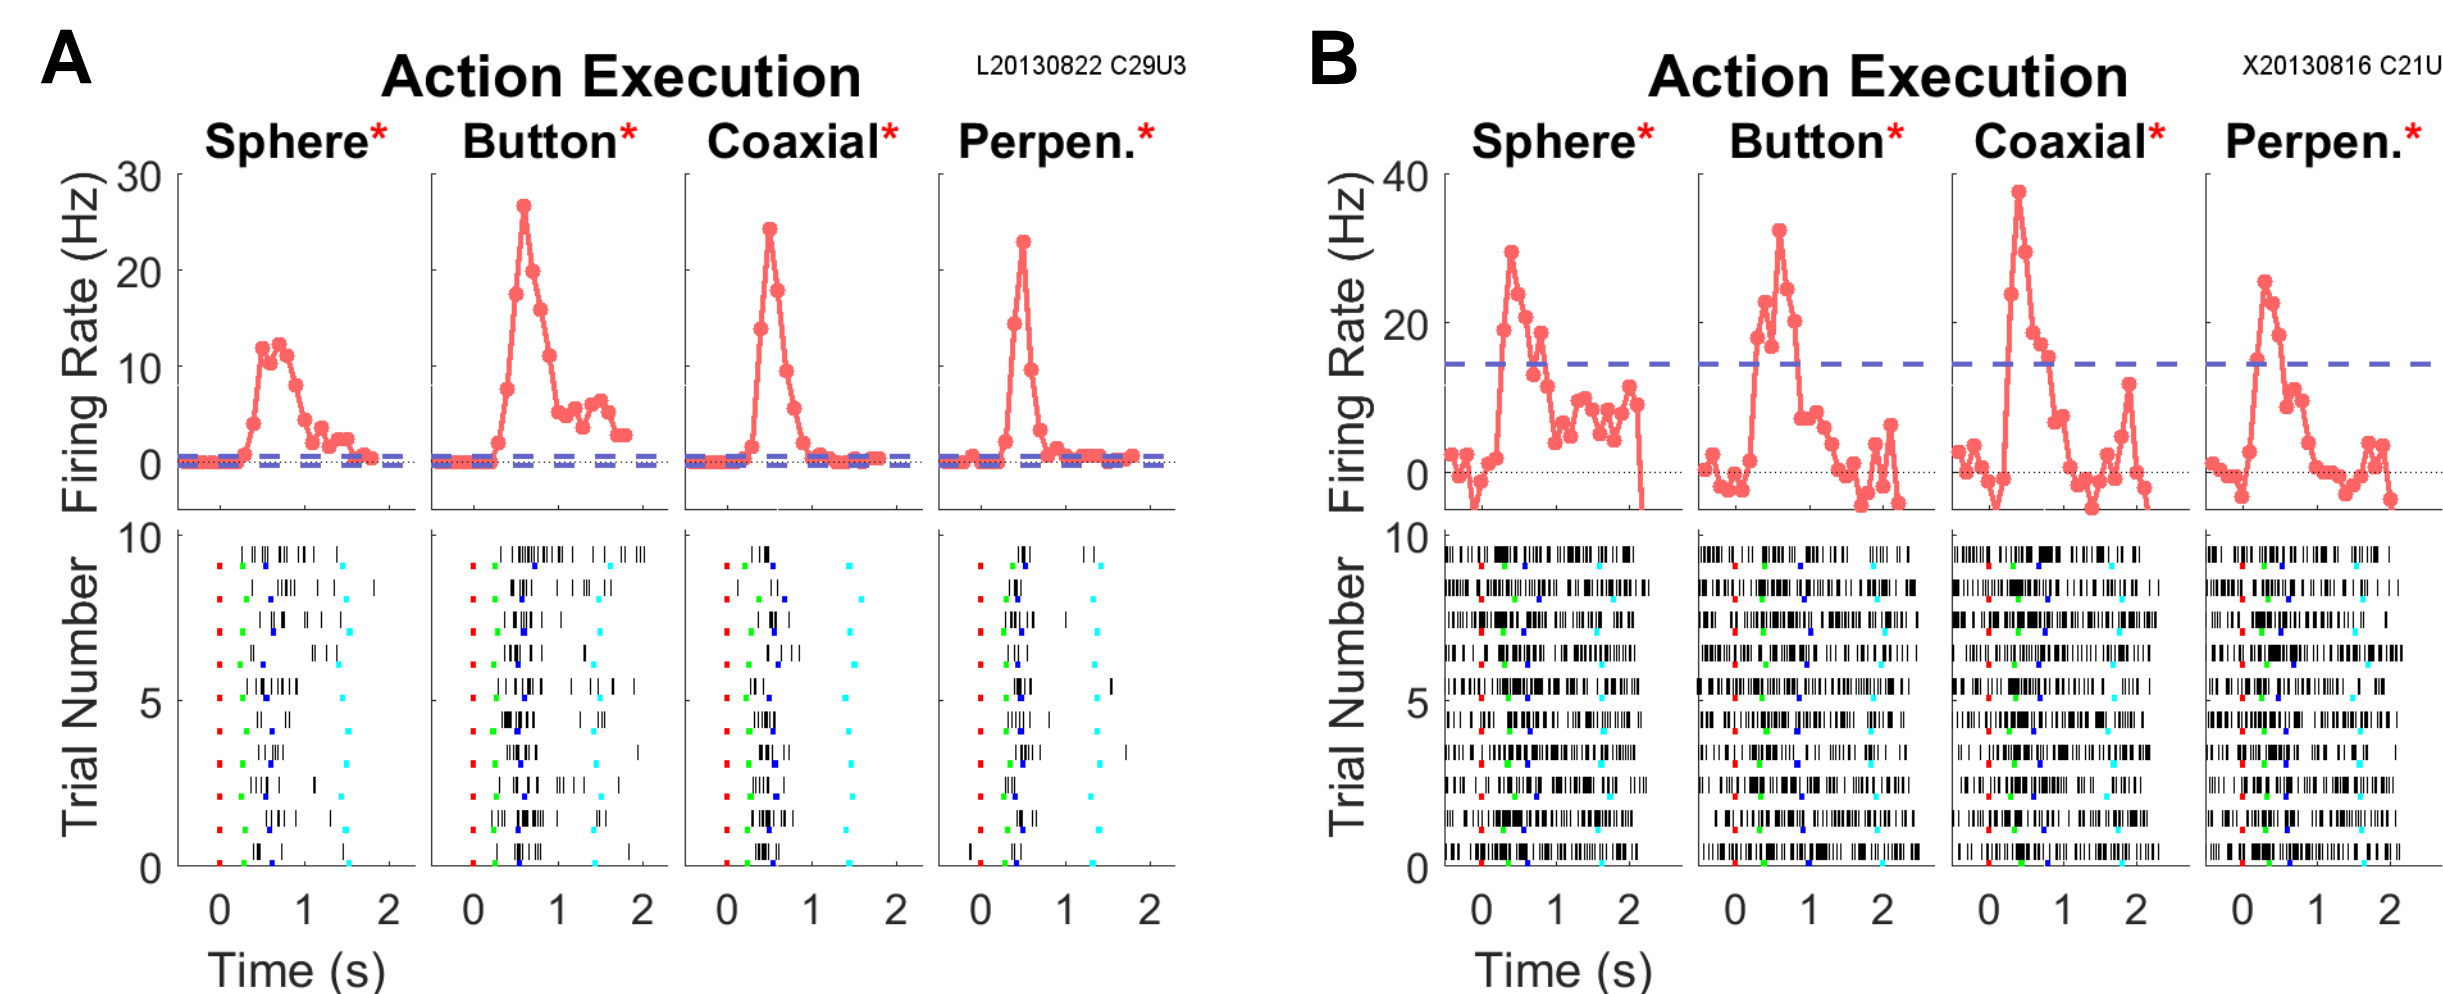 A
Action Execution
L20130822 C29U3
Sphere* Button* Coaxial* Perpen.*
Firing Rate (Hz)
30
20
10
0
Trial Number
10
5
0
0 1 2 0 1 2 0 1 2 0 1 2
Time (s)
B
Action Execution
X20130816 C21U
Sphere* Button* Coaxial* Perpen.*
Firing Rate (Hz)
40
20
0
Trial Number
10
5
0
0 1 2 0 1 2 0 1 2 0 1 2
Time (s)